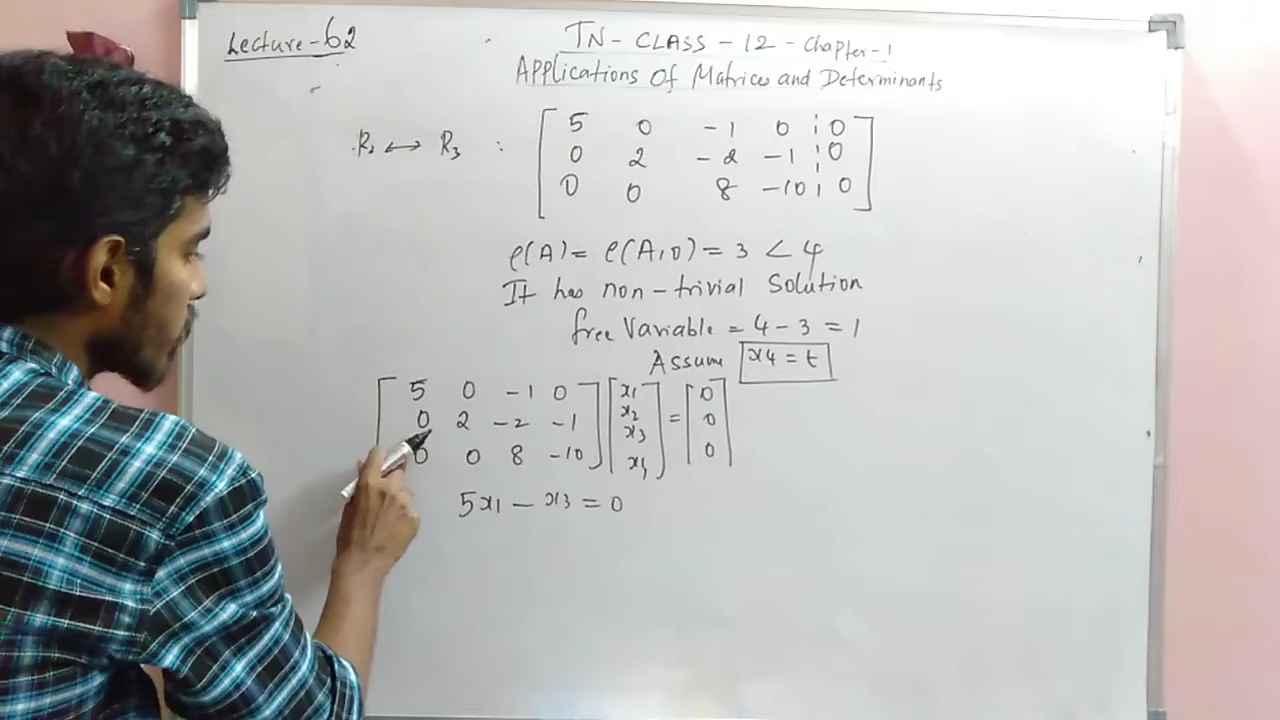 Lecture-62
TN-CLASS-12-Chapter-1
Applications Of Matrices and Determinants
R₂ ↔ R₃ :
5 0 -1 0 ¦ 0
0 2 -2 -1 ¦ 0
0 0 8 -10 ¦ 0
ρ(A) = ρ(A,0) = 3 < 4
It has non-trivial Solution
free Variable = 4 - 3 = 1
Assum x4 = t
[5 0 -1 0] [x1] = [0]
[0 2 -2 -1] [x2] [0]
[0 0 8 -10] [x3] [0]
[x4]
5x1 - x3 = 0